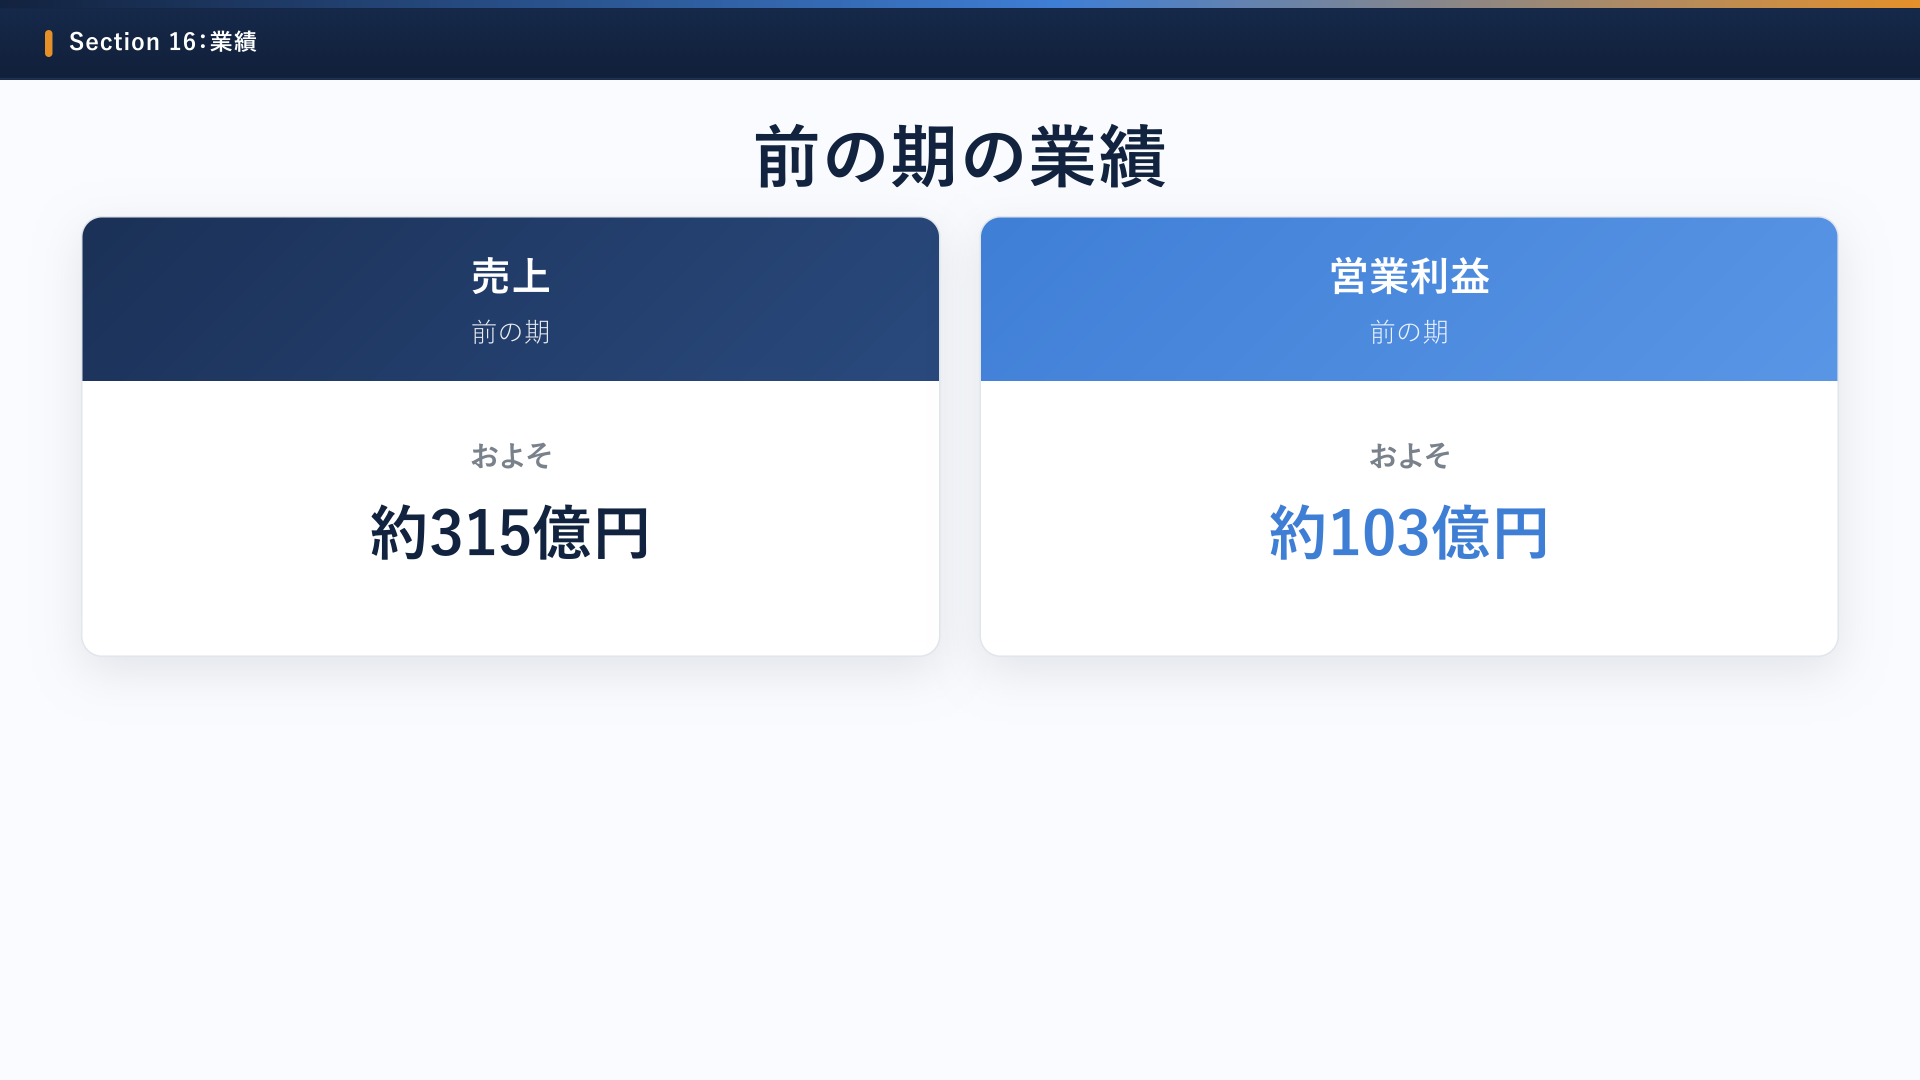 Section 16：業績
前の期の業績
売上
前の期
およそ
約315億円
営業利益
前の期
およそ
約103億円